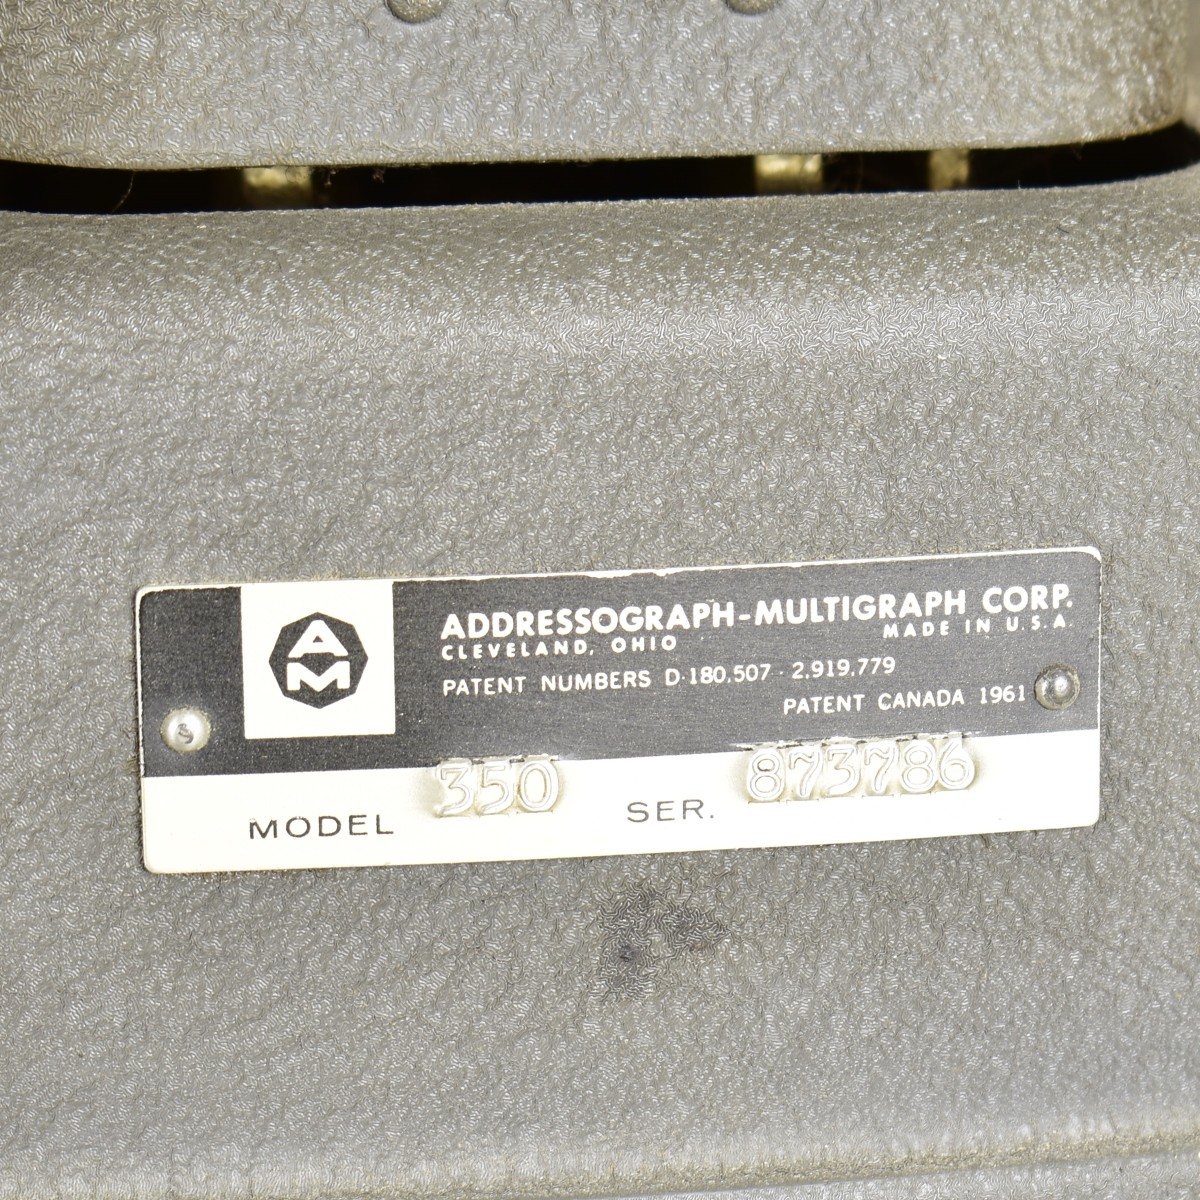 AM
ADDRESSOGRAPH-MULTIGRAPH CORP.
CLEVELAND, OHIO MADE IN U.S.A.
PATENT NUMBERS D-180,507 · 2,919,779
PATENT CANADA 1961
MODEL 350 SER. 873786